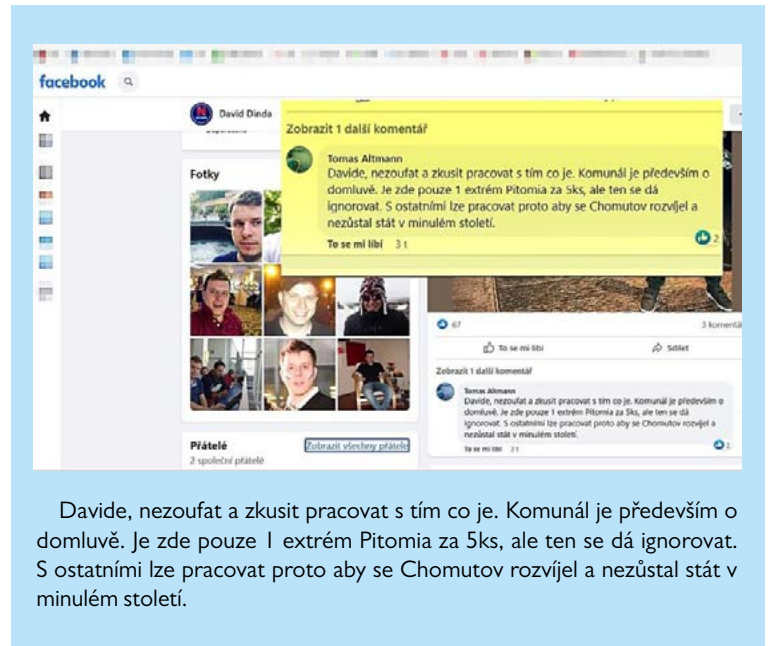 facebook
David Dinda
Zobrazit 1 další komentář
Tomas Altmann
Davide, nezoufat a zkusit pracovat s tím co je. Komunál je především o
domluvě. Je zde pouze 1 extrém Pitomia za 5ks, ale ten se dá
ignorovat. S ostatními lze pracovat proto aby se Chomutov rozvíjel a
nezůstal stát v minulém století.
To se mi líbí 3 t
2
Fotky
67
3 komentá
To se mi líbí
Sdílet
Zobrazit 1 další komentář
Tomas Altmann
Davide, nezoufat a zkusit pracovat s tím co je. Komunál je především o
domluvě. Je zde pouze 1 extrém Pitomia za 5ks, ale ten se dá
ignorovat. S ostatními lze pracovat proto aby se Chomutov rozvíjel a
nezůstal stát v minulém století.
To se mi líbí
2
Přátelé
Zobrazit všechny přátele
2 společní přátelé
Davide, nezoufat a zkusit pracovat s tím co je. Komunál je především o
domluvě. Je zde pouze 1 extrém Pitomia za 5ks, ale ten se dá ignorovat.
S ostatními lze pracovat proto aby se Chomutov rozvíjel a nezůstal stát v
minulém století.